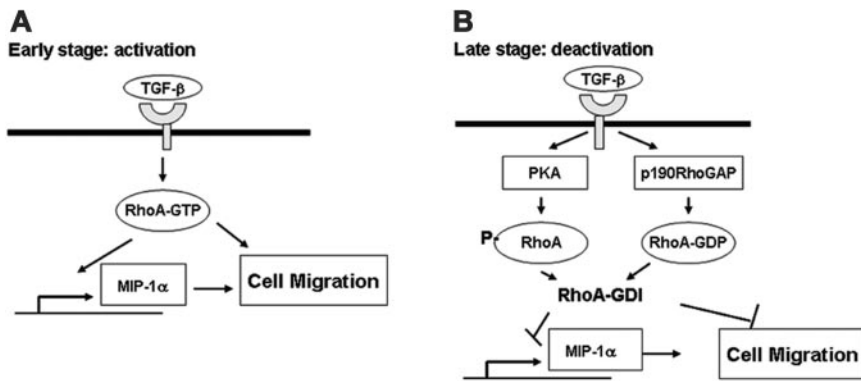 A
Early stage: activation
TGF-β
RhoA-GTP
MIP-1α
Cell Migration
B
Late stage: deactivation
TGF-β
PKA
p190RhoGAP
P-
RhoA
RhoA-GDP
RhoA-GDI
MIP-1α
Cell Migration